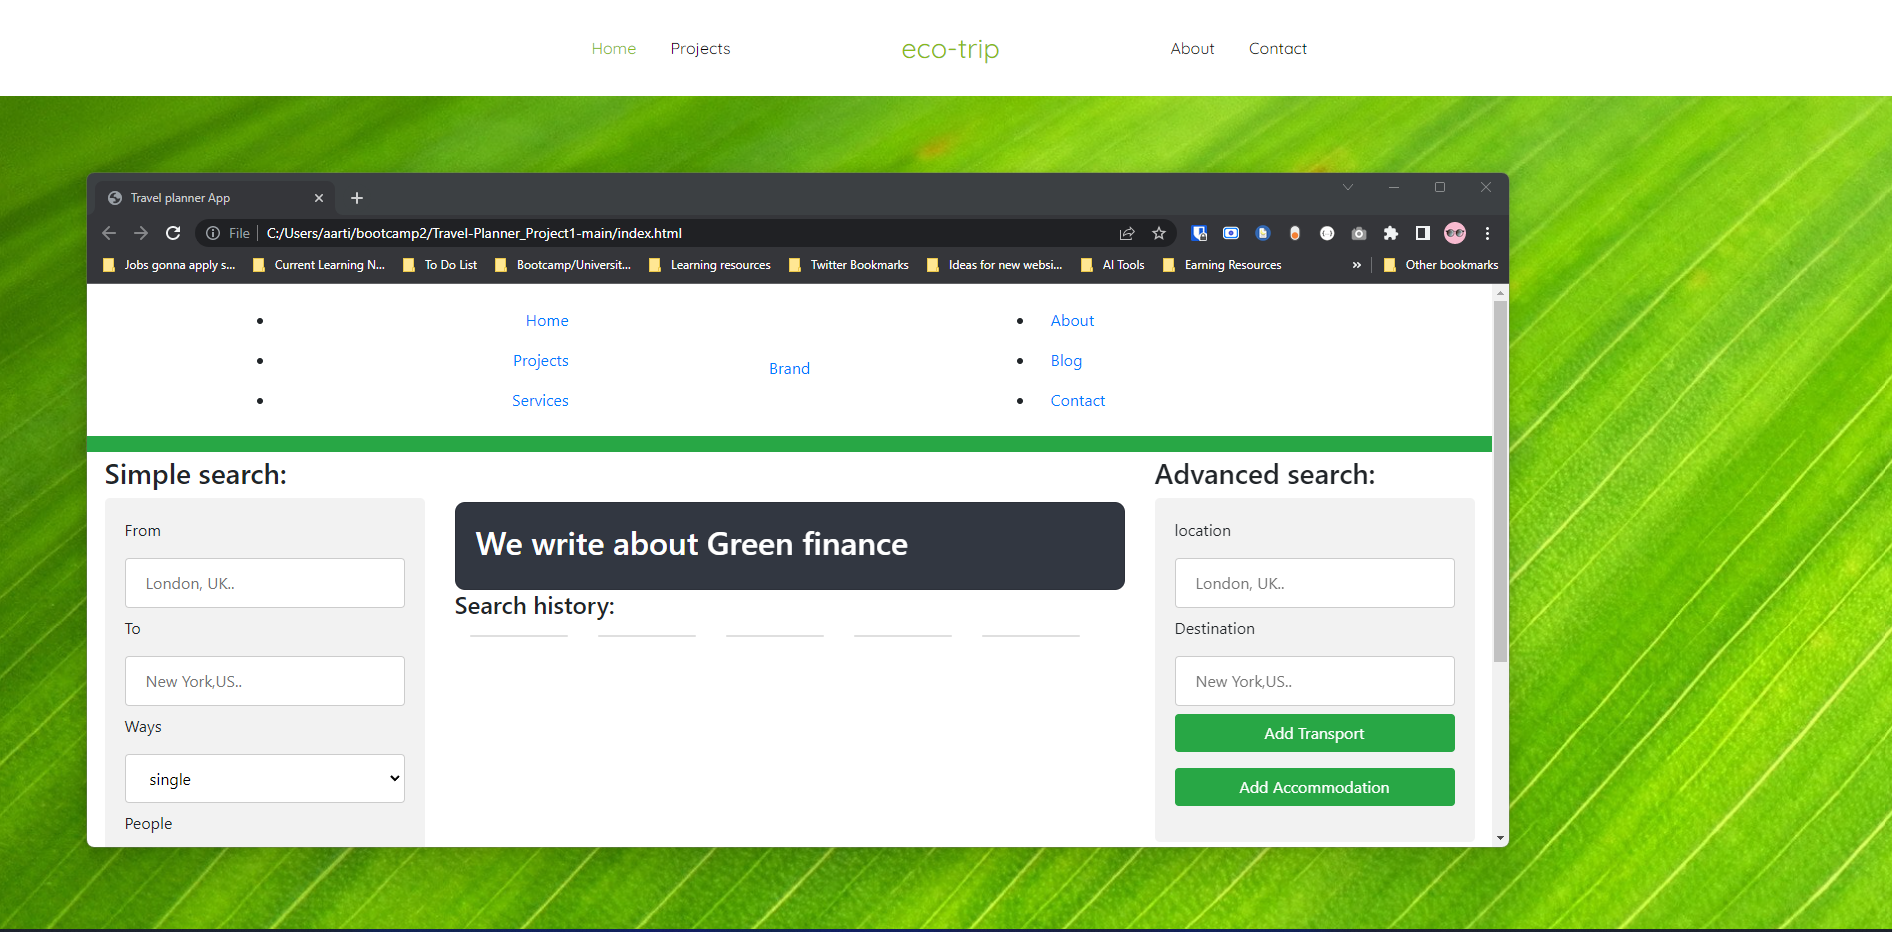 Home Projects eco-trip About Contact
Travel planner App
File C:/Users/aarti/bootcamp2/Travel-Planner_Project1-main/index.html
Jobs gonna apply s... Current Learning N... To Do List Bootcamp/Universit... Learning resources Twitter Bookmarks Ideas for new websi... AI Tools Earning Resources » Other bookmarks
Home
Projects
Services
Brand
About
Blog
Contact
Simple search:
From
London, UK..
To
New York,US..
Ways
single
People
We write about Green finance
Search history:
Advanced search:
location
London, UK..
Destination
New York,US..
Add Transport
Add Accommodation